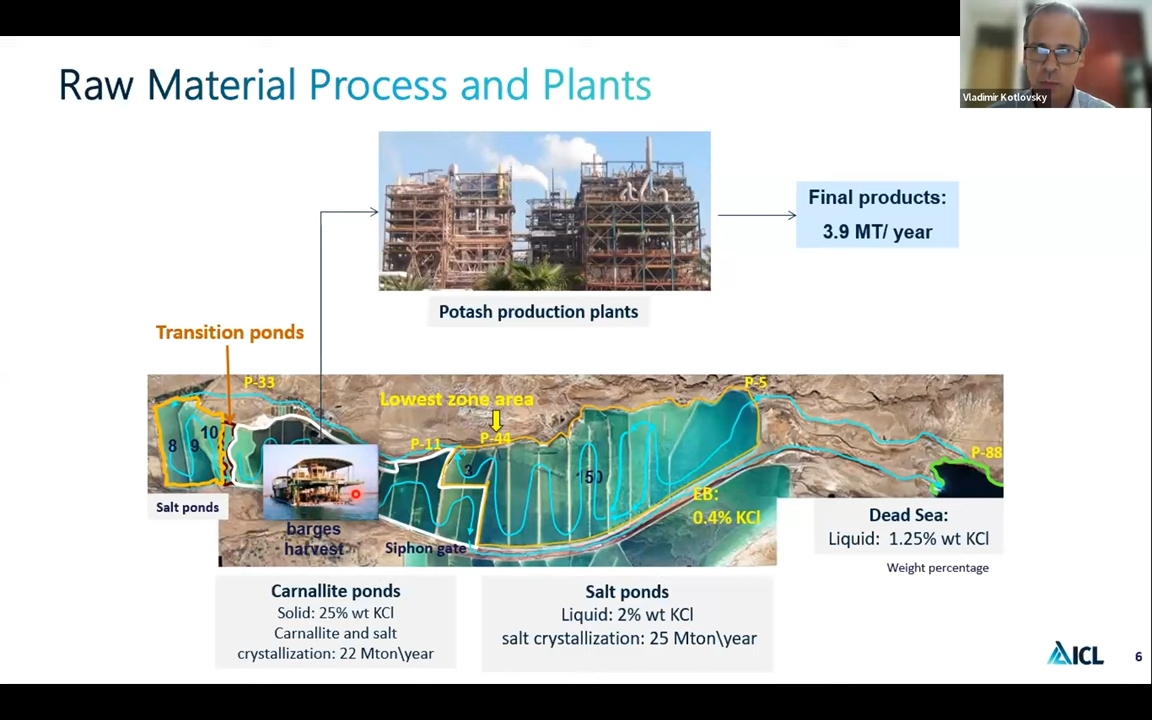 Raw Material Process and Plants
Vladimir Kotlovsky
Final products:
3.9 MT/ year
Potash production plants
Transition ponds
P-33
Lowest zone area
P-11
P-44
P-5
P-88
8
9
10
3
150
EB:
0.4% KCl
Salt ponds
barges
harvest
Siphon gate
Dead Sea:
Liquid: 1.25% wt KCl
Weight percentage
Carnallite ponds
Solid: 25% wt KCl
Carnallite and salt
crystallization: 22 Mton\year
Salt ponds
Liquid: 2% wt KCl
salt crystallization: 25 Mton\year
ICL
6